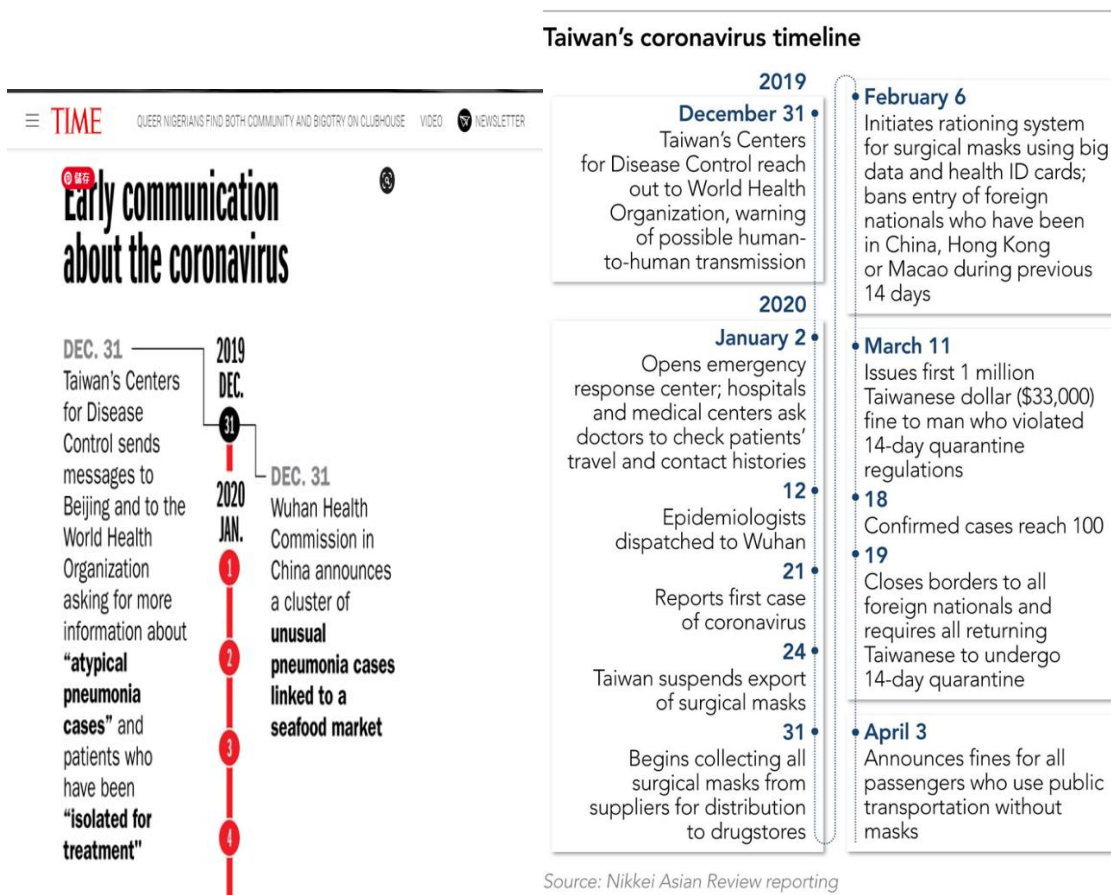 TIME
QUEER NIGERIANS FIND BOTH COMMUNITY AND BIGOTRY ON CLUBHOUSE VIDEO NEWSLETTER
儲存
Early communication
about the coronavirus
DEC. 31
Taiwan's Centers
for Disease
Control sends
messages to
Beijing and to the
World Health
Organization
asking for more
information about
"atypical
pneumonia
cases" and
patients who
have been
"isolated for
treatment"
2019
DEC.
31
2020
JAN.
1
2
3
4
DEC. 31
Wuhan Health
Commission in
China announces
a cluster of
unusual
pneumonia cases
linked to a
seafood market
Taiwan's coronavirus timeline
2019
December 31
Taiwan's Centers
for Disease Control reach
out to World Health
Organization, warning
of possible human-
to-human transmission
2020
January 2
Opens emergency
response center; hospitals
and medical centers ask
doctors to check patients'
travel and contact histories
12
Epidemiologists
dispatched to Wuhan
21
Reports first case
of coronavirus
24
Taiwan suspends export
of surgical masks
31
Begins collecting all
surgical masks from
suppliers for distribution
to drugstores
February 6
Initiates rationing system
for surgical masks using big
data and health ID cards;
bans entry of foreign
nationals who have been
in China, Hong Kong
or Macao during previous
14 days
March 11
Issues first 1 million
Taiwanese dollar ($33,000)
fine to man who violated
14-day quarantine
regulations
18
Confirmed cases reach 100
19
Closes borders to all
foreign nationals and
requires all returning
Taiwanese to undergo
14-day quarantine
April 3
Announces fines for all
passengers who use public
transportation without
masks
Source: Nikkei Asian Review reporting